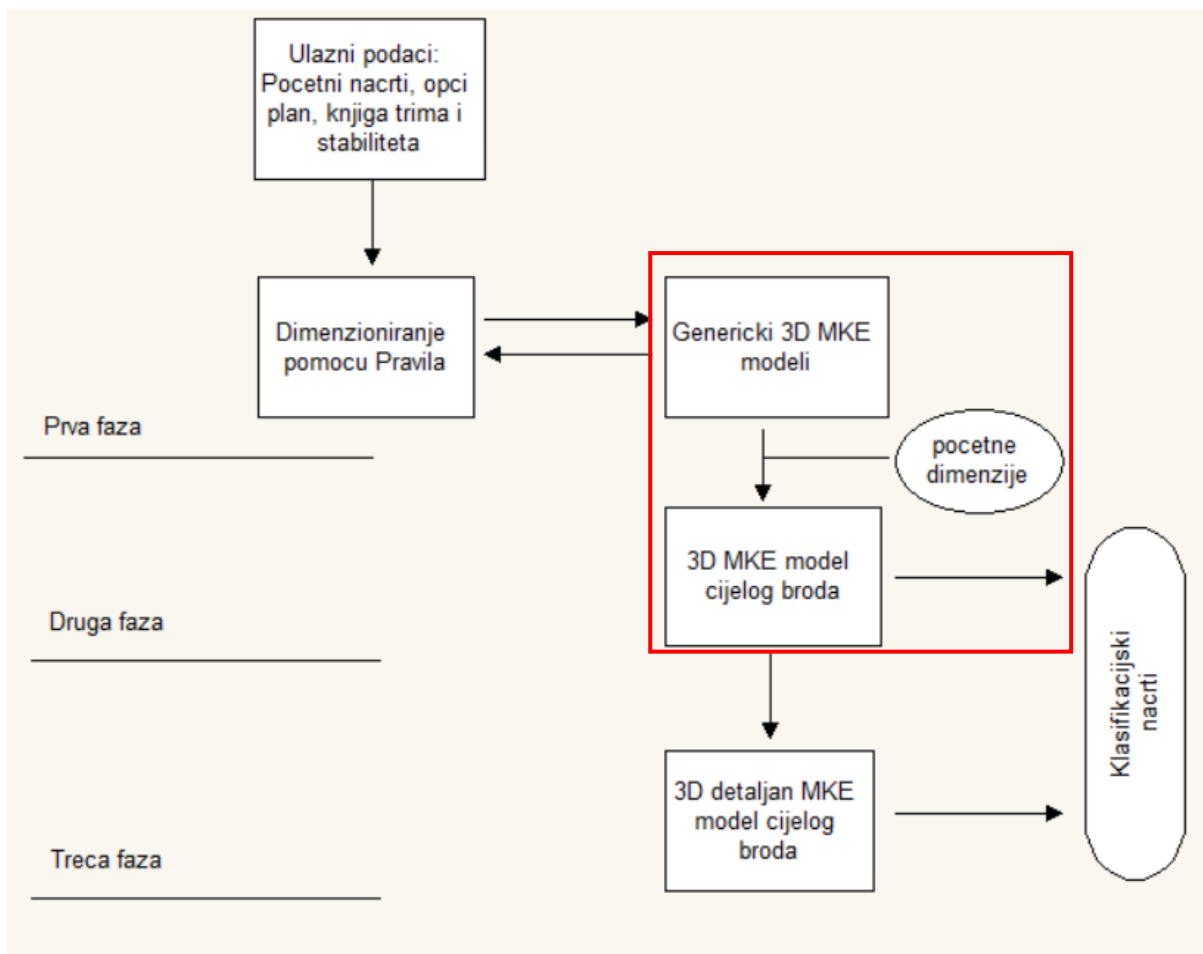 Ulazni podaci:
Pocetni nacrti, opci
plan, knjiga trima i
stabiliteta
Dimenzioniranje
pomocu Pravila
Genericki 3D MKE
modeli
Prva faza
pocetne
dimenzije
3D MKE model
cijelog broda
Druga faza
Klasifikacijski
nacrti
3D detaljan MKE
model cijelog
broda
Treca faza